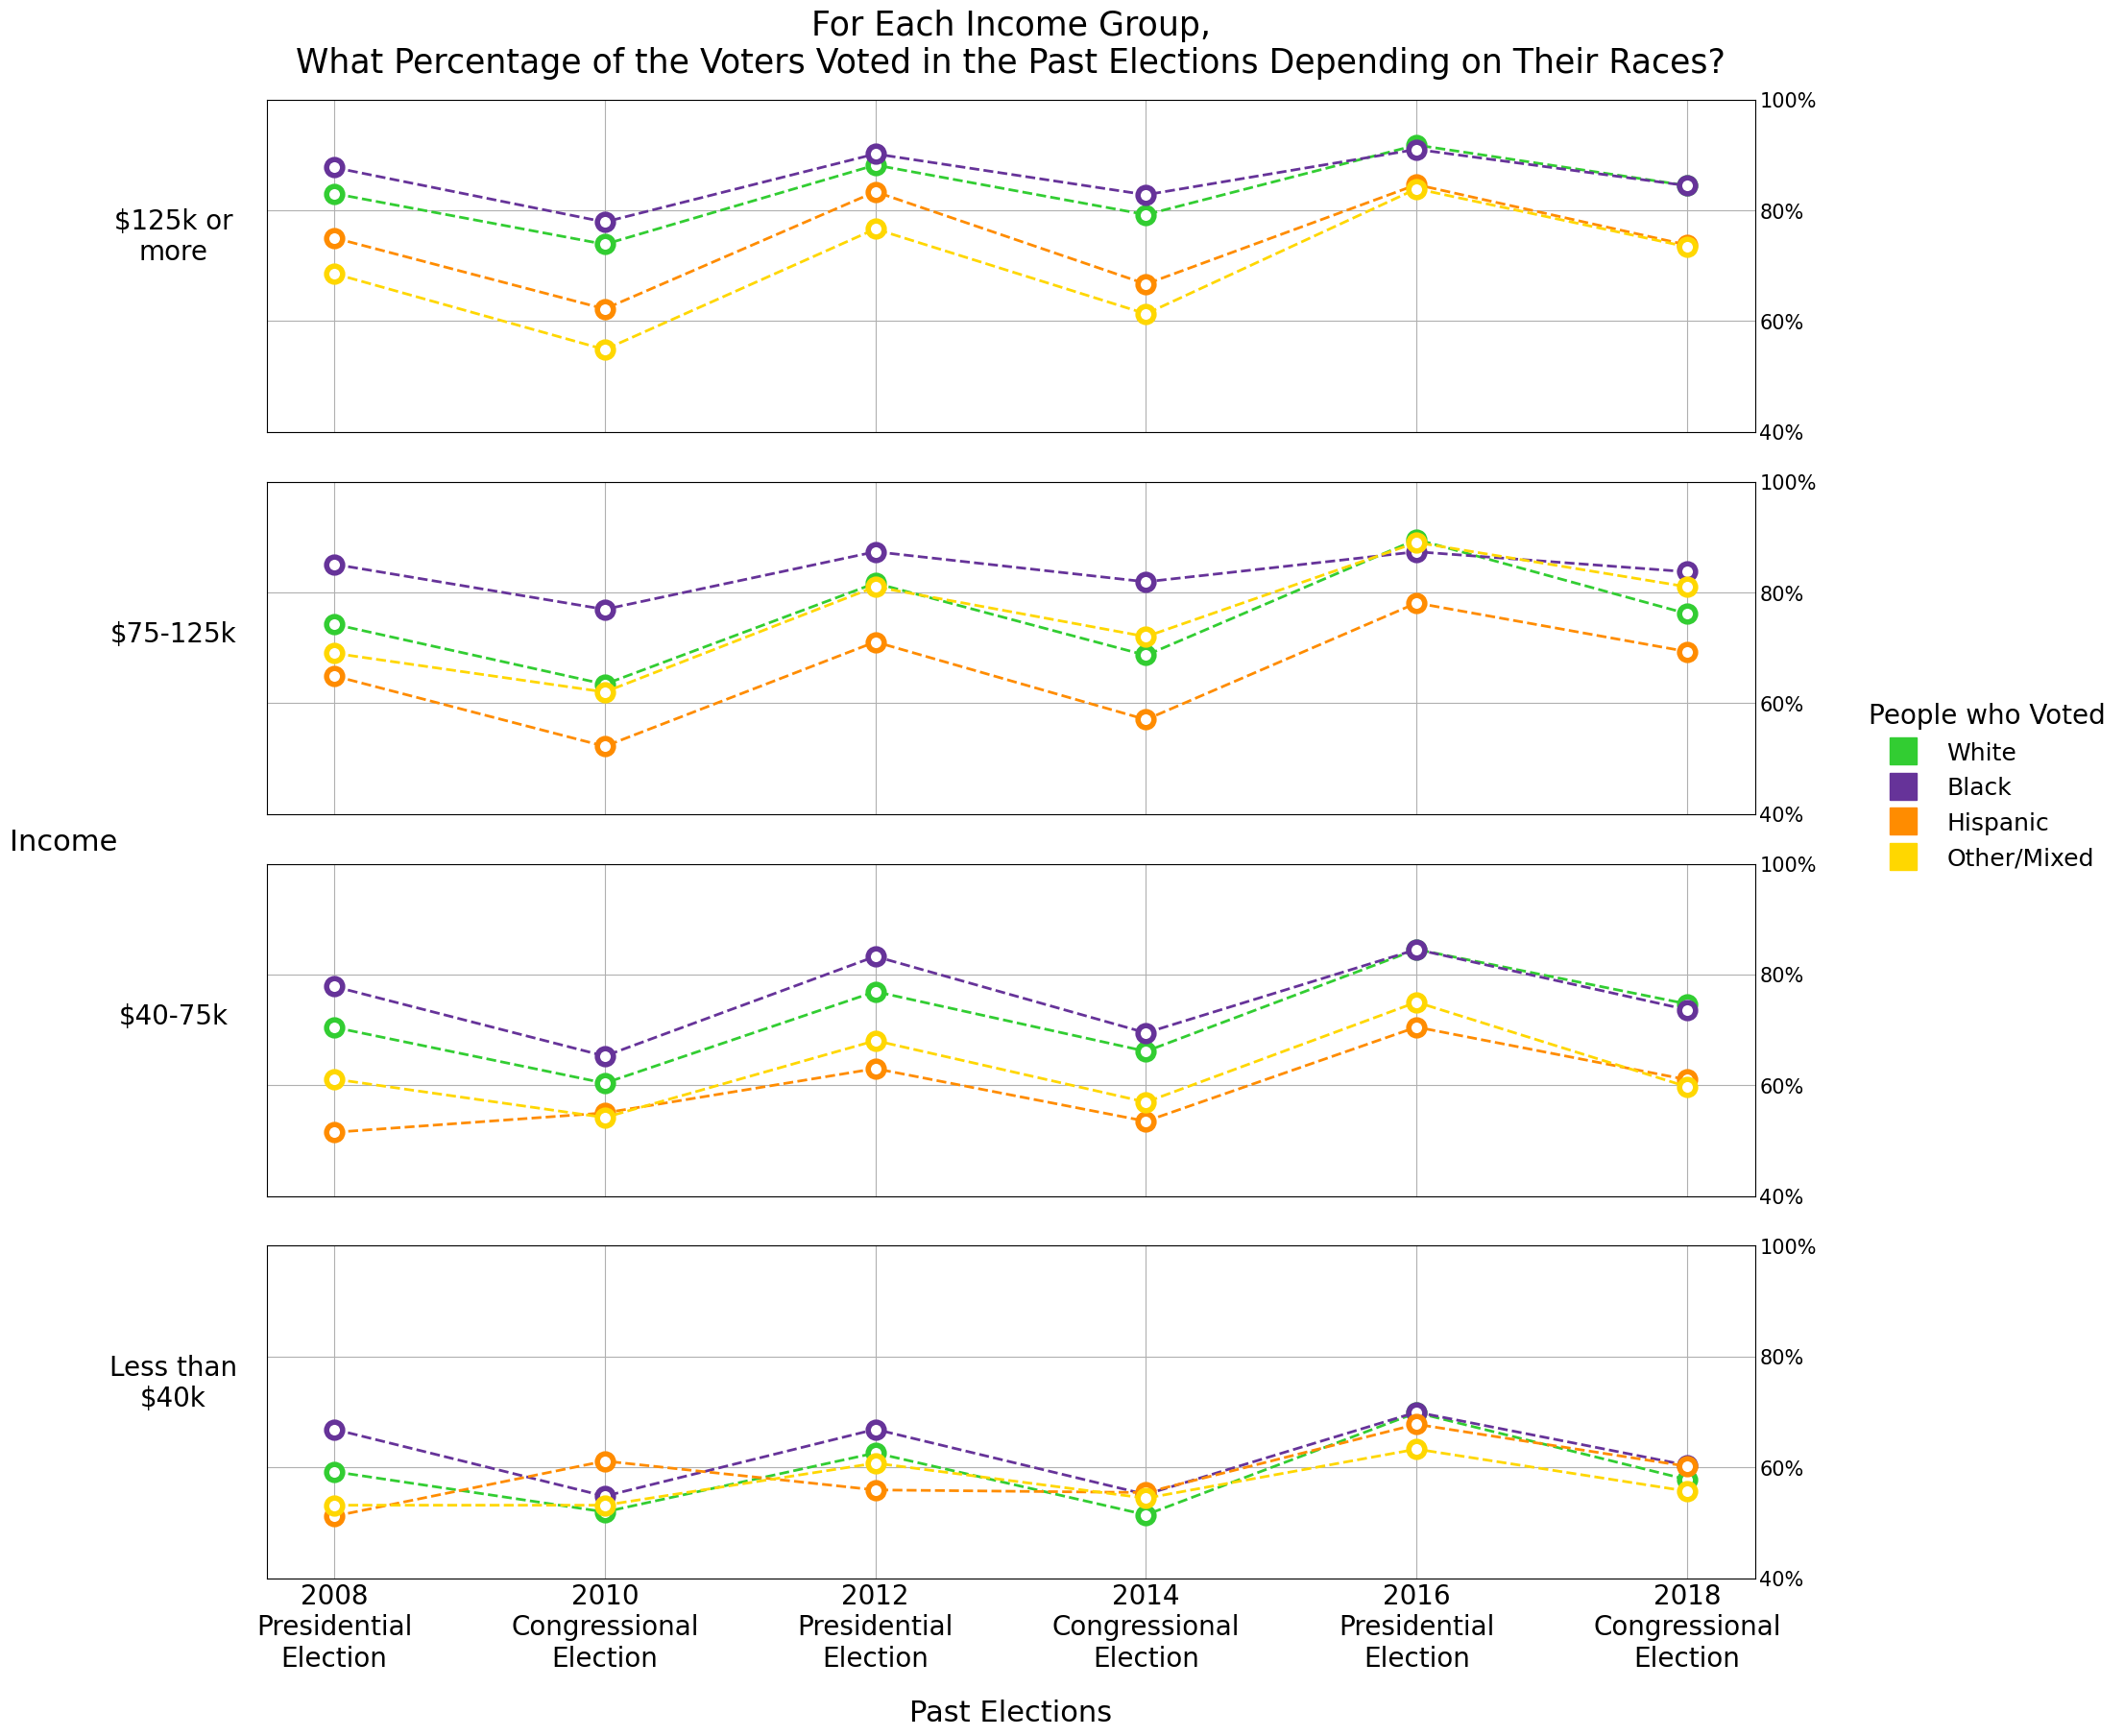 For Each Income Group,
What Percentage of the Voters Voted in the Past Elections Depending on Their Races?
$125k or
more
100%
80%
60%
40%
$75-125k
100%
80%
60%
40%
Income
People who Voted
White
Black
Hispanic
Other/Mixed
$40-75k
100%
80%
60%
40%
Less than
$40k
100%
80%
60%
40%
2008
Presidential
Election
2010
Congressional
Election
2012
Presidential
Election
2014
Congressional
Election
2016
Presidential
Election
2018
Congressional
Election
Past Elections